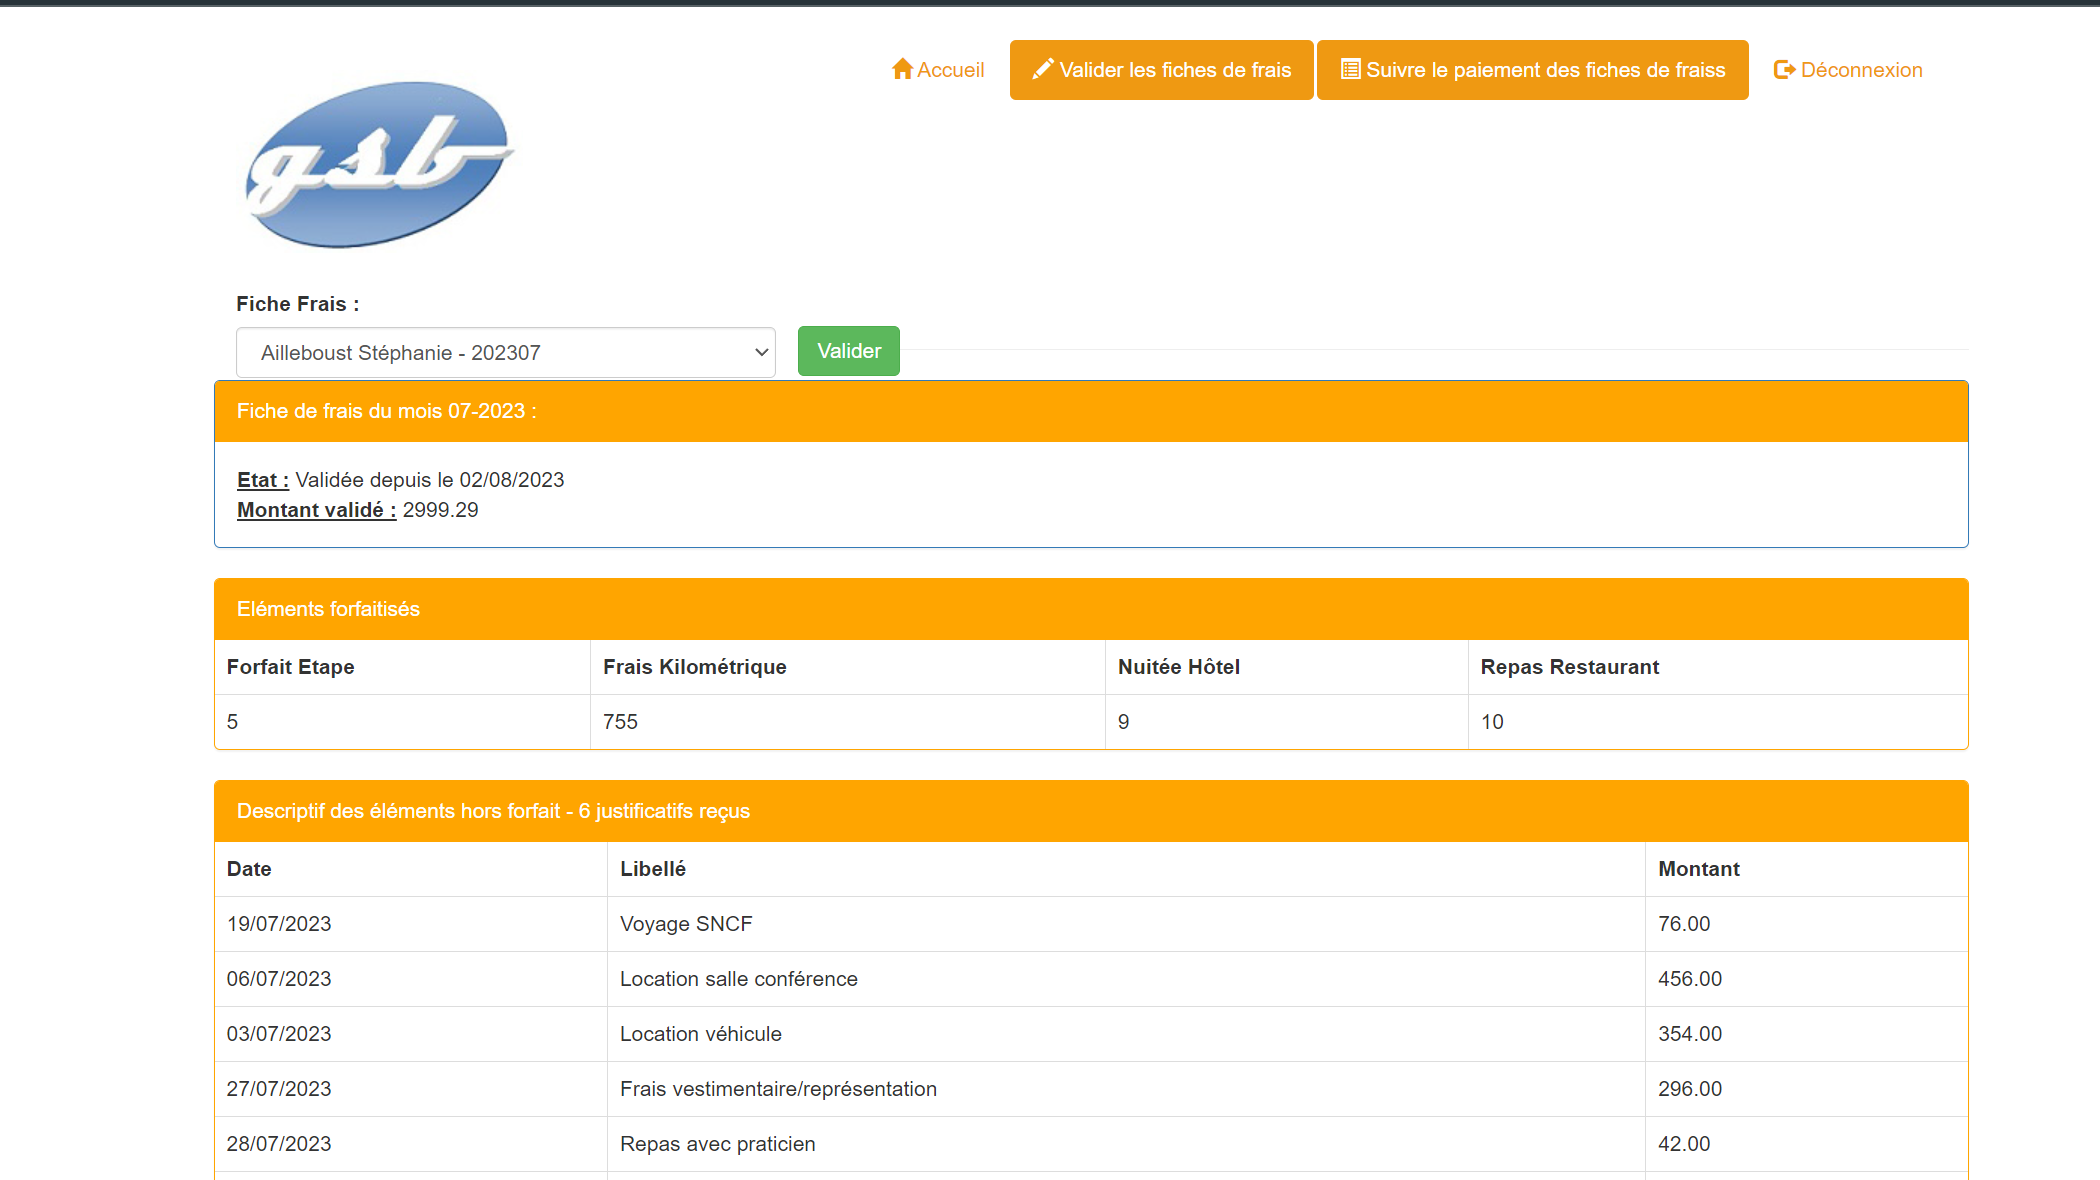 Accueil
Valider les fiches de frais
Suivre le paiement des fiches de fraiss
Déconnexion
gsb
Fiche Frais :
Ailleboust Stéphanie - 202307
Valider
Fiche de frais du mois 07-2023 :
Etat : Validée depuis le 02/08/2023
Montant validé : 2999.29
Eléments forfaitisés
Forfait Etape Frais Kilométrique Nuitée Hôtel Repas Restaurant
5 755 9 10
Descriptif des éléments hors forfait - 6 justificatifs reçus
Date Libellé Montant
19/07/2023 Voyage SNCF 76.00
06/07/2023 Location salle conférence 456.00
03/07/2023 Location véhicule 354.00
27/07/2023 Frais vestimentaire/représentation 296.00
28/07/2023 Repas avec praticien 42.00